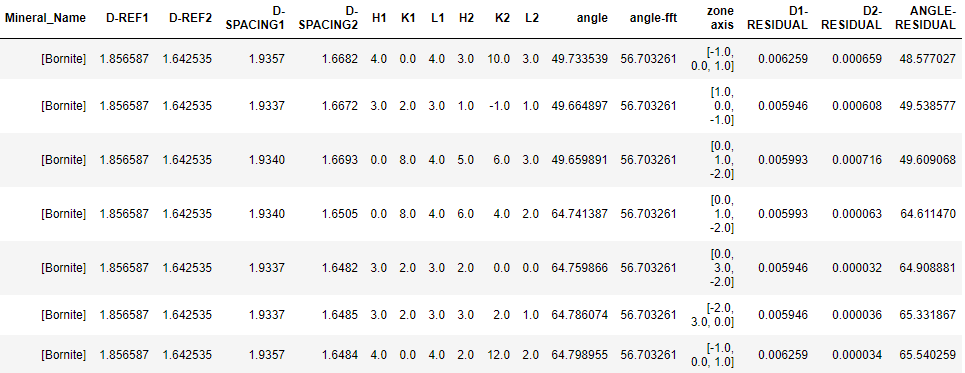 Mineral_Name D-REF1 D-REF2 D-SPACING1 D-SPACING2 H1 K1 L1 H2 K2 L2 angle angle-fft zone axis D1-RESIDUAL D2-RESIDUAL ANGLE-RESIDUAL
[Bornite] 1.856587 1.642535 1.9357 1.6682 4.0 0.0 4.0 3.0 10.0 3.0 49.733539 56.703261 [-1.0, 0.0, 1.0] 0.006259 0.000659 48.577027
[Bornite] 1.856587 1.642535 1.9337 1.6672 3.0 2.0 3.0 1.0 -1.0 1.0 49.664897 56.703261 [1.0, 0.0, -1.0] 0.005946 0.000608 49.538577
[Bornite] 1.856587 1.642535 1.9340 1.6693 0.0 8.0 4.0 5.0 6.0 3.0 49.659891 56.703261 [0.0, 1.0, -2.0] 0.005993 0.000716 49.609068
[Bornite] 1.856587 1.642535 1.9340 1.6505 0.0 8.0 4.0 6.0 4.0 2.0 64.741387 56.703261 [0.0, 1.0, -2.0] 0.005993 0.000063 64.611470
[Bornite] 1.856587 1.642535 1.9337 1.6482 3.0 2.0 3.0 2.0 0.0 0.0 64.759866 56.703261 [0.0, 3.0, -2.0] 0.005946 0.000032 64.908881
[Bornite] 1.856587 1.642535 1.9337 1.6485 3.0 2.0 3.0 3.0 2.0 1.0 64.786074 56.703261 [-2.0, 3.0, 0.0] 0.005946 0.000036 65.331867
[Bornite] 1.856587 1.642535 1.9357 1.6484 4.0 0.0 4.0 2.0 12.0 2.0 64.798955 56.703261 [-1.0, 0.0, 1.0] 0.006259 0.000034 65.540259